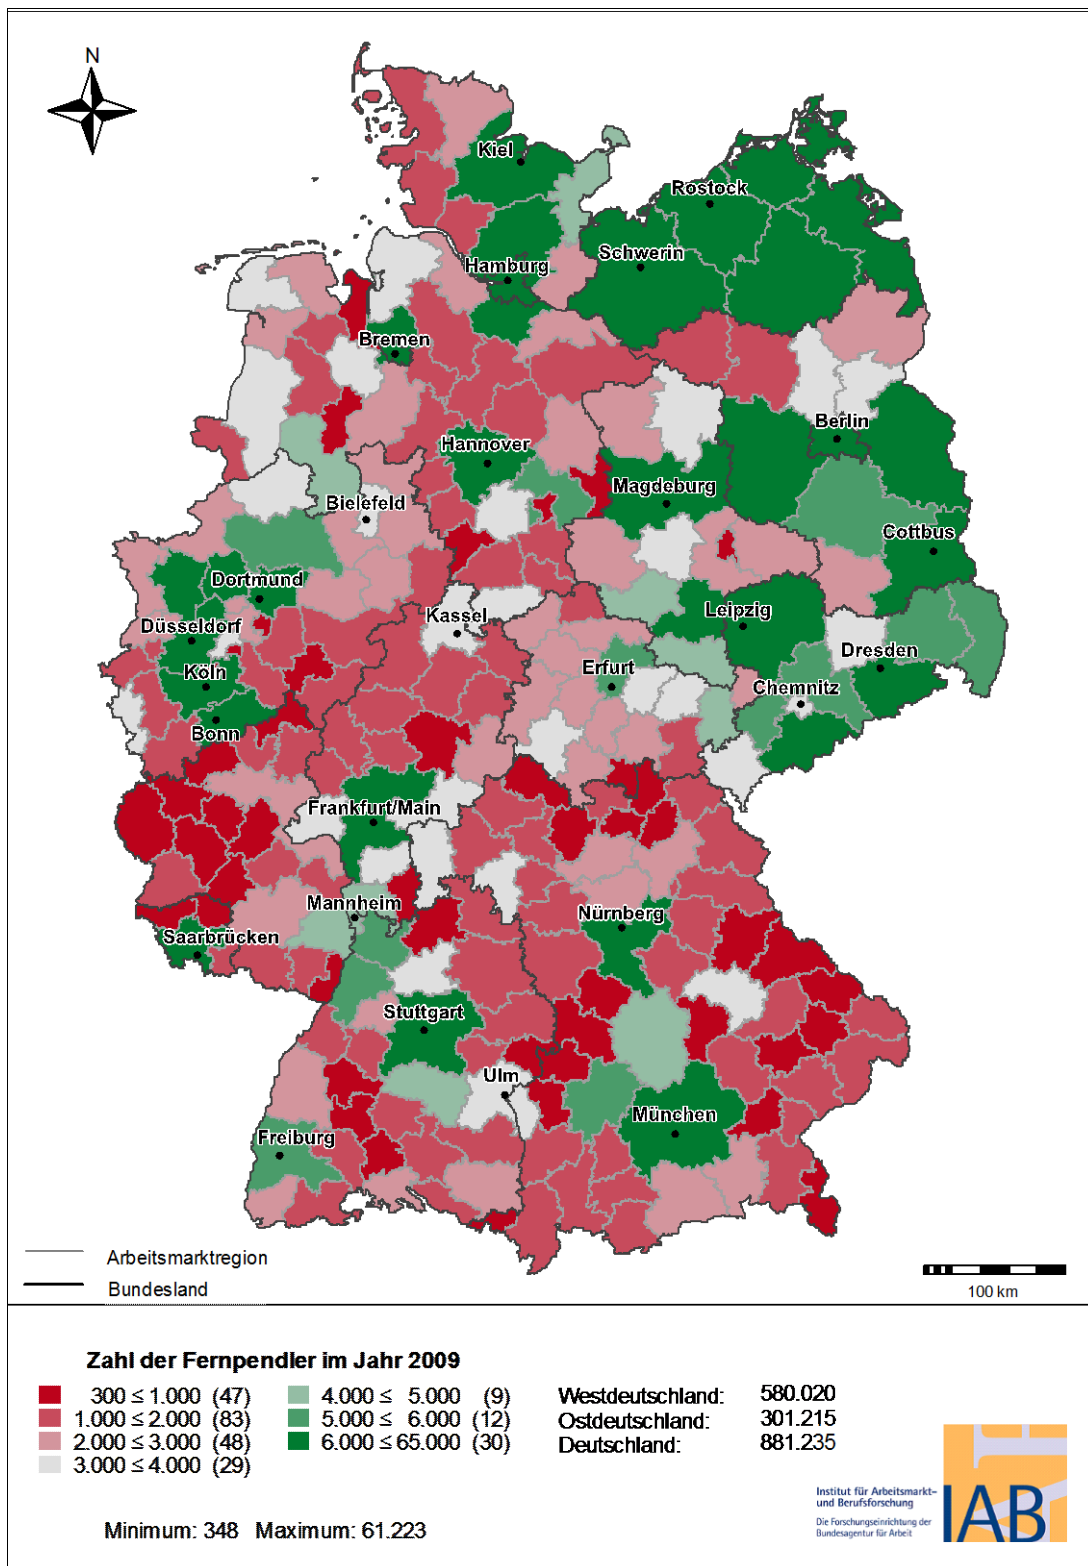 N
Kiel
Rostock
Schwerin
Hamburg
Bremen
Berlin
Hannover
Magdeburg
Bielefeld
Cottbus
Dortmund
Leipzig
Düsseldorf
Kassel
Dresden
Köln
Erfurt
Chemnitz
Bonn
Frankfurt/Main
Mannheim
Nürnberg
Saarbrücken
Stuttgart
Ulm
München
Freiburg
Arbeitsmarktregion
Bundesland
100 km
Zahl der Fernpendler im Jahr 2009
300 ≤ 1.000 (47)
1.000 ≤ 2.000 (83)
2.000 ≤ 3.000 (48)
3.000 ≤ 4.000 (29)
4.000 ≤ 5.000 (9)
5.000 ≤ 6.000 (12)
6.000 ≤ 65.000 (30)
Westdeutschland: 580.020
Ostdeutschland: 301.215
Deutschland: 881.235
Minimum: 348 Maximum: 61.223
Institut für Arbeitsmarkt-
und Berufsforschung
Die Forschungseinrichtung der
Bundesagentur für Arbeit
IAB